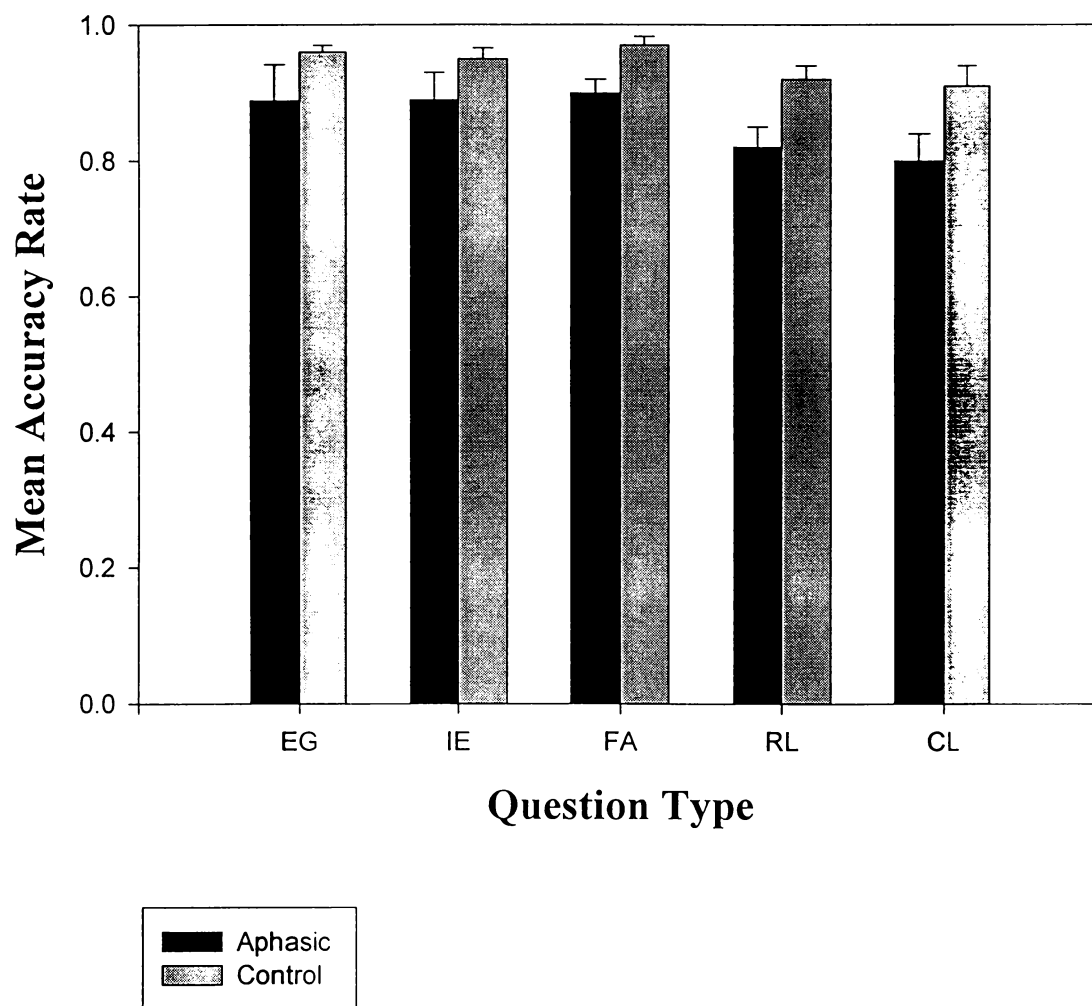 1.0
0.8
0.6
0.4
0.2
0.0
Mean Accuracy Rate
EG IE FA RL CL
Question Type
Aphasic
Control